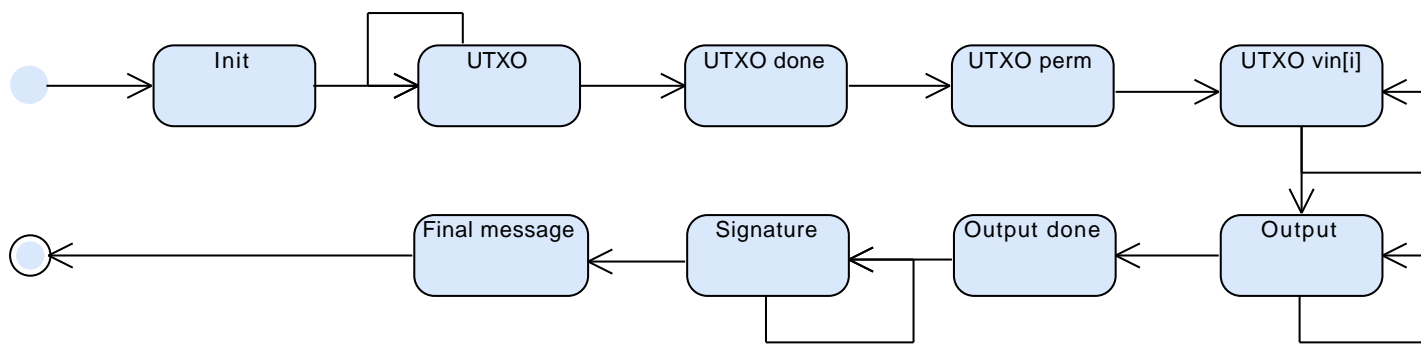 Init
UTXO
UTXO done
UTXO perm
UTXO vin[i]
Final message
Signature
Output done
Output